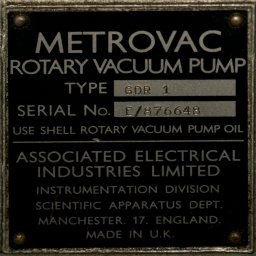 METROVAC
ROTARY VACUUM PUMP
TYPE GDR 1
SERIAL No. E/876648
USE SHELL ROTARY VACUUM PUMP OIL
ASSOCIATED ELECTRICAL
INDUSTRIES LIMITED
INSTRUMENTATION DIVISION
SCIENTIFIC APPARATUS DEPT.
MANCHESTER. 17. ENGLAND.
MADE IN U.K.